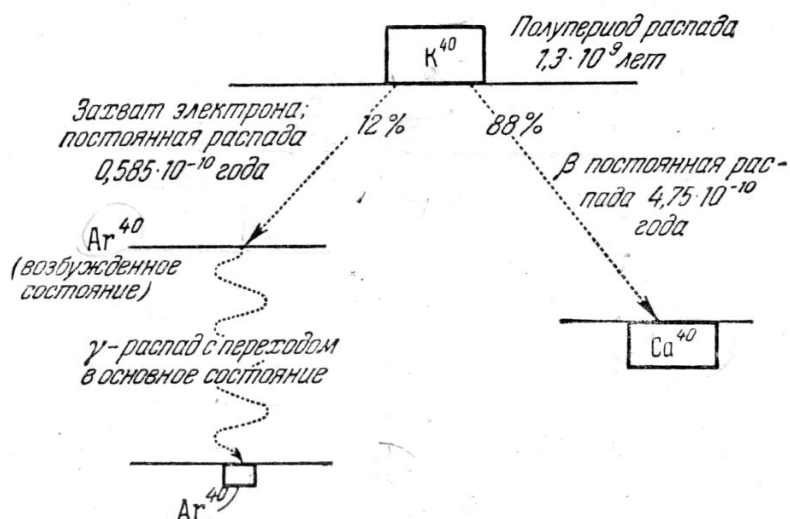 K⁴⁰
Полупериод распада
1,3·10⁹ лет
Захват электрона;
постоянная распада
0,585·10⁻¹⁰ года
12%
88%
β постоянная рас-
пада 4,75·10⁻¹⁰
года
Ar⁴⁰
(возбужденное
состояние)
γ-распад с переходом
в основное состояние
Ca⁴⁰
Ar⁴⁰